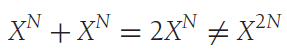 X^N + X^N = 2X^N ≠ X^{2N}